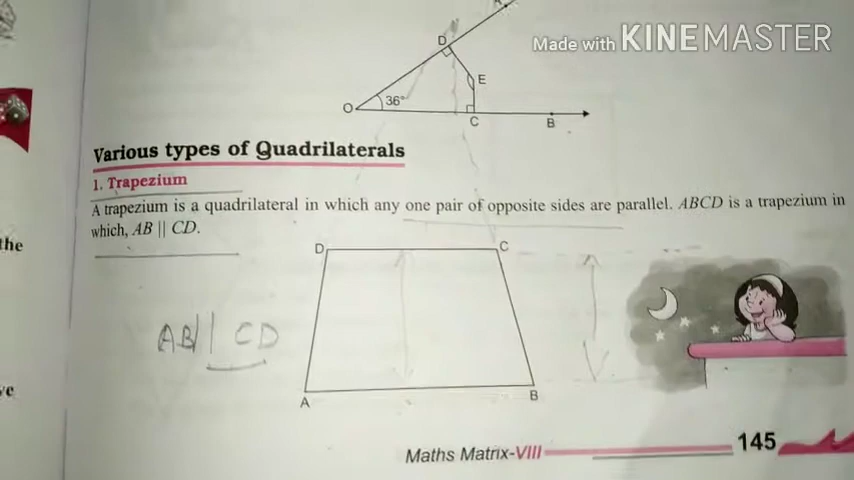 Made with KINEMASTER
D
E
O 36°
C
B
Various types of Quadrilaterals
1. Trapezium
A trapezium is a quadrilateral in which any one pair of opposite sides are parallel. ABCD is a trapezium in
which, AB || CD.
the
D
C
AB || CD
A
B
Maths Matrix-VIII
145